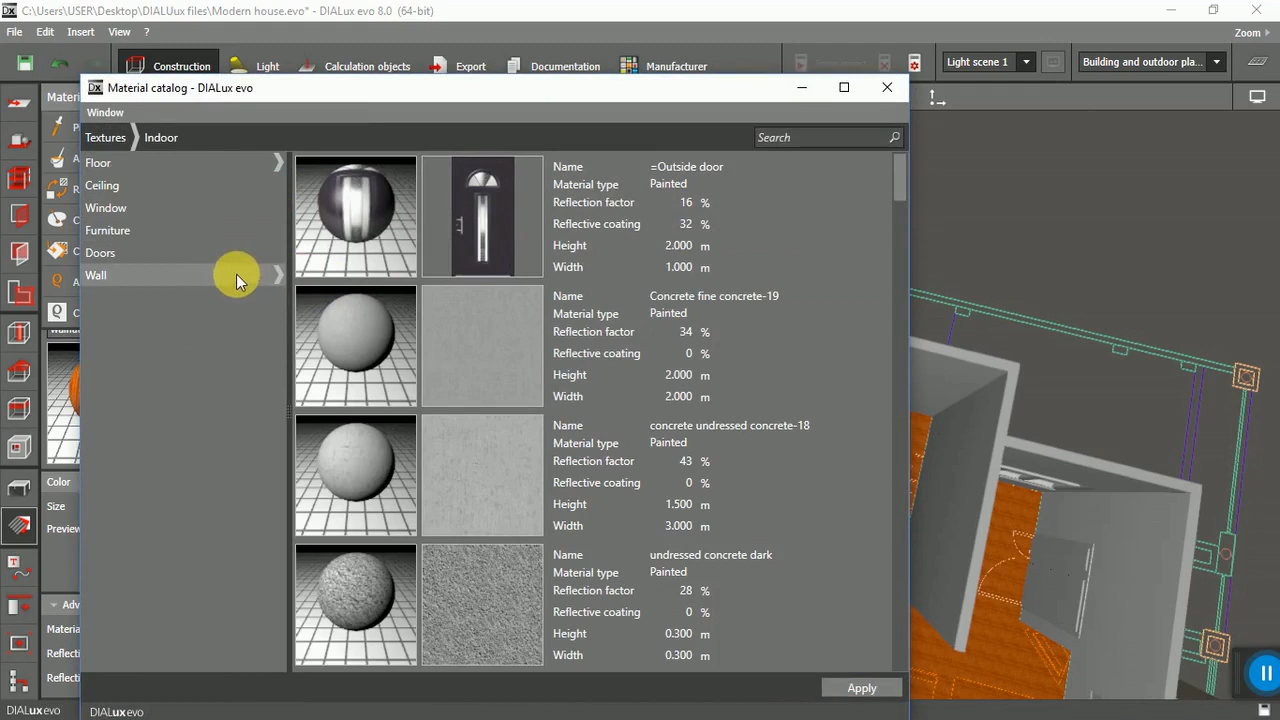 C:\Users\USER\Desktop\DIALUux files\Modern house.evo* - DIALux evo 8.0 (64-bit)
File Edit Insert View ?
Zoom
Construction Light Calculation objects Export Documentation Manufacturer
Light scene 1
Building and outdoor pla...
Material catalog - DIALux evo
Window
Textures Indoor
Search
Floor
Ceiling
Window
Furniture
Doors
Wall
Name =Outside door
Material type Painted
Reflection factor 16 %
Reflective coating 32 %
Height 2.000 m
Width 1.000 m
Name Concrete fine concrete-19
Material type Painted
Reflection factor 34 %
Reflective coating 0 %
Height 2.000 m
Width 2.000 m
Name concrete undressed concrete-18
Material type Painted
Reflection factor 43 %
Reflective coating 0 %
Height 1.500 m
Width 3.000 m
Name undressed concrete dark
Material type Painted
Reflection factor 28 %
Reflective coating 0 %
Height 0.300 m
Width 0.300 m
Color
Size
Apply
DIALux evo
DIALux evo